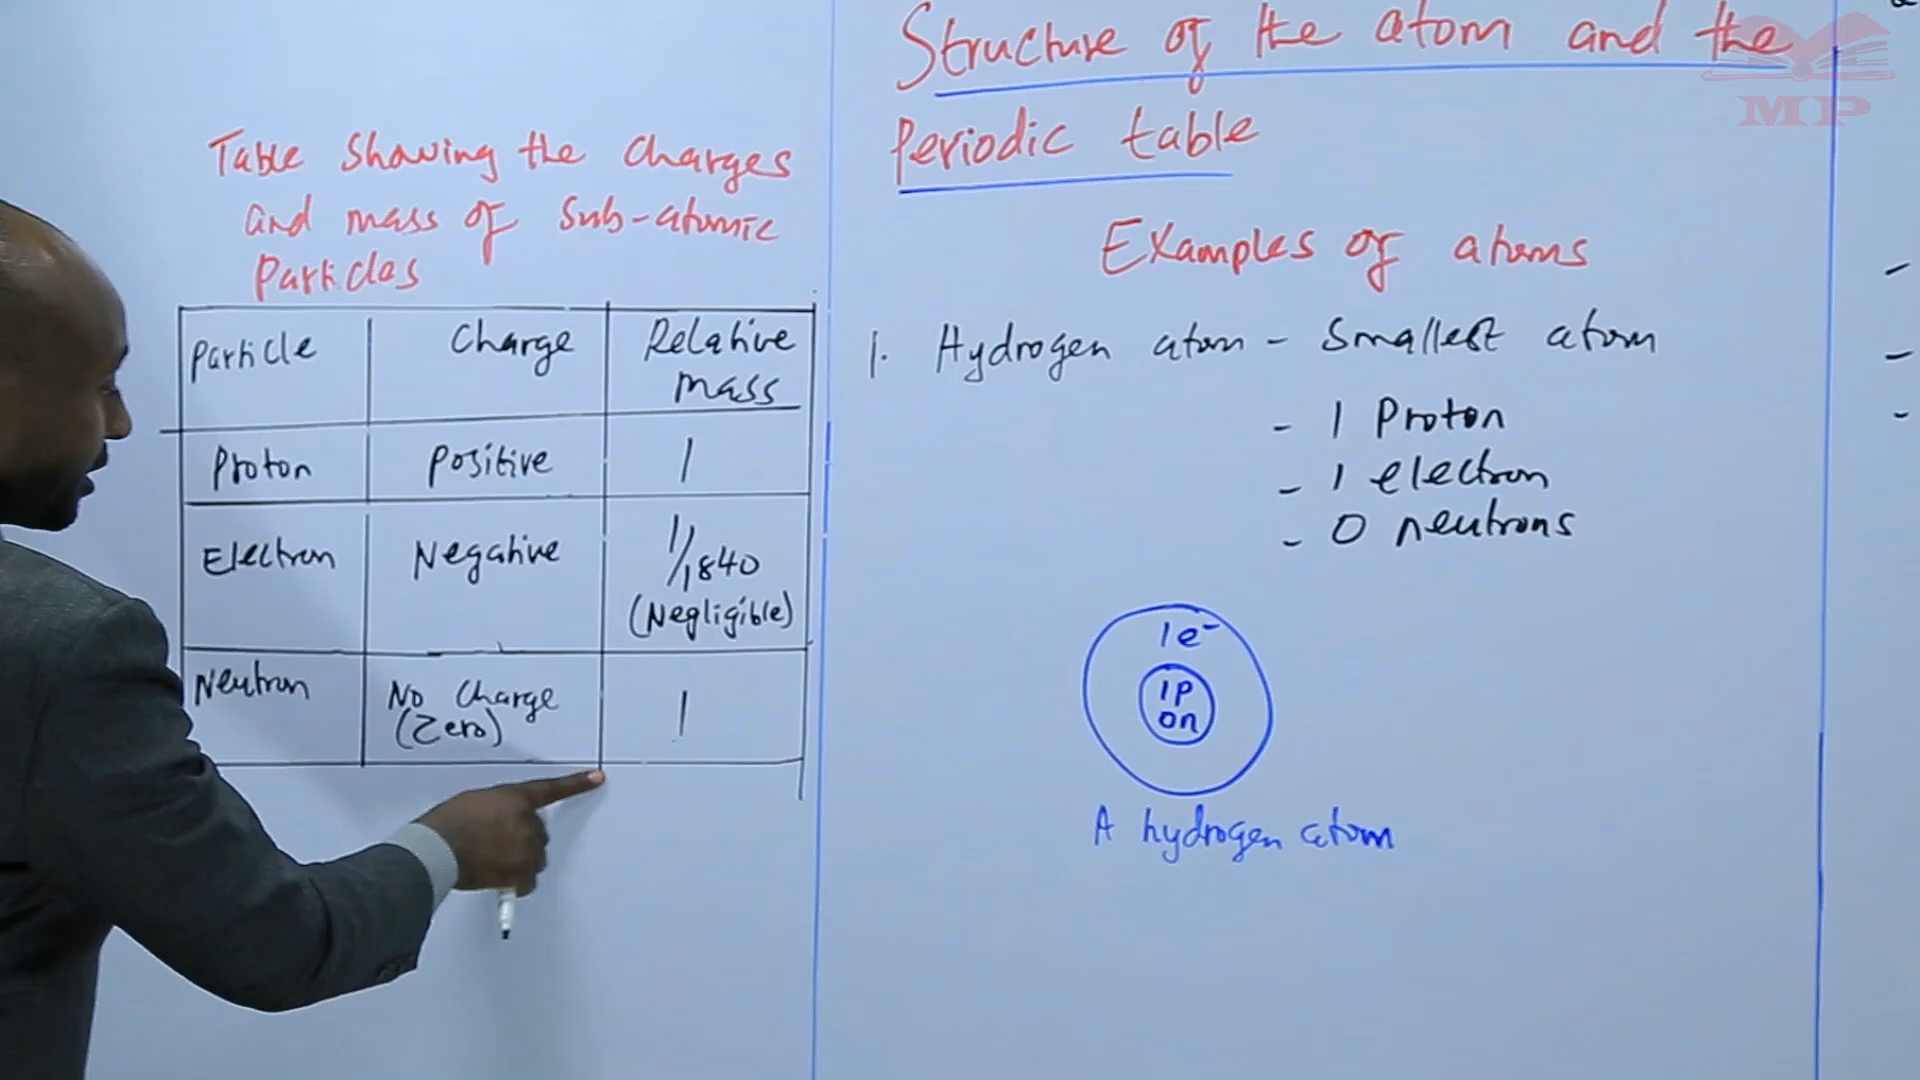 Table showing the charges
and mass of sub-atomic
particles
Particle Charge Relative mass
Proton Positive 1
Electron Negative 1/1840 (Negligible)
Neutron No Charge (Zero) 1
Structure of the atom and the
Periodic table
Examples of atoms
1. Hydrogen atom - Smallest atom
- 1 Proton
- 1 electron
- 0 neutrons
1e-
1P
0n
A hydrogen atom
MP